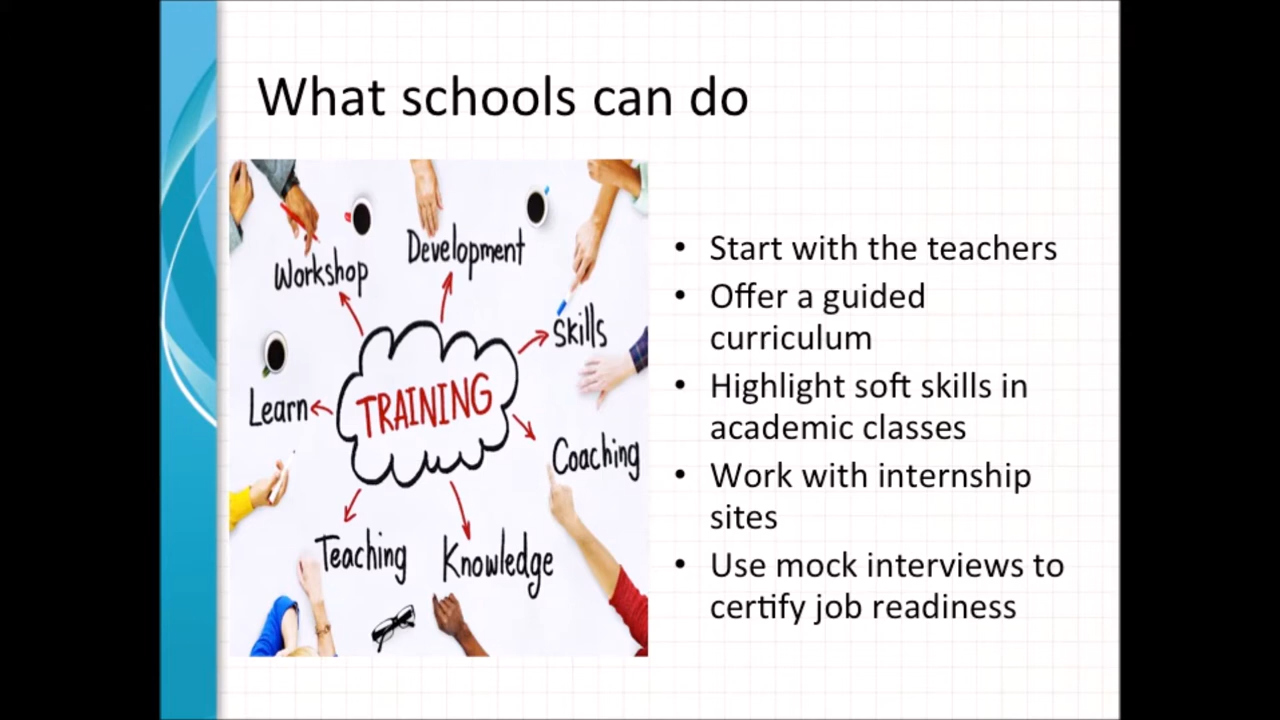 What schools can do
Workshop
Development
Skills
Learn
TRAINING
Coaching
Teaching
Knowledge
• Start with the teachers
• Offer a guided
curriculum
• Highlight soft skills in
academic classes
• Work with internship
sites
• Use mock interviews to
certify job readiness